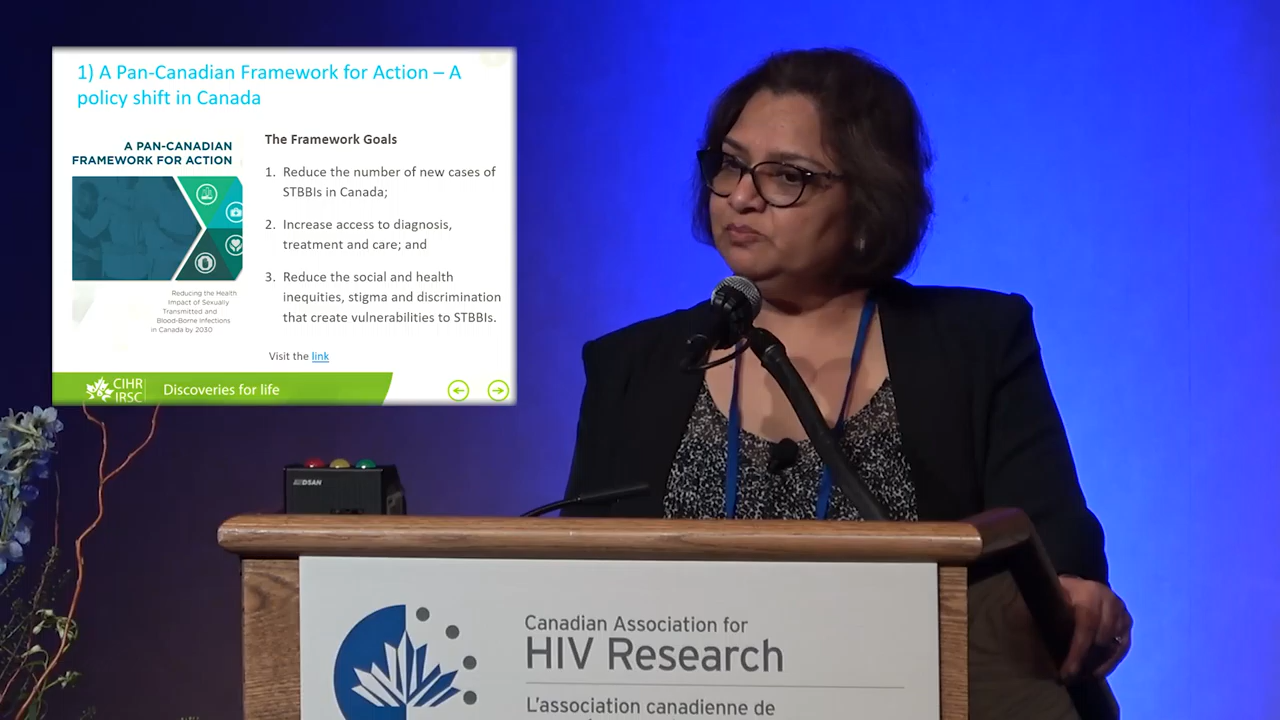 1) A Pan-Canadian Framework for Action – A
policy shift in Canada
A PAN-CANADIAN
FRAMEWORK FOR ACTION
Reducing the Health
Impact of Sexually
Transmitted and
Blood-Borne Infections
in Canada by 2030
The Framework Goals
1. Reduce the number of new cases of
STBBIs in Canada;
2. Increase access to diagnosis,
treatment and care; and
3. Reduce the social and health
inequities, stigma and discrimination
that create vulnerabilities to STBBIs.
Visit the link
CIHR
IRSC
Discoveries for life
DSAN
Canadian Association for
HIV Research
L'association canadienne de